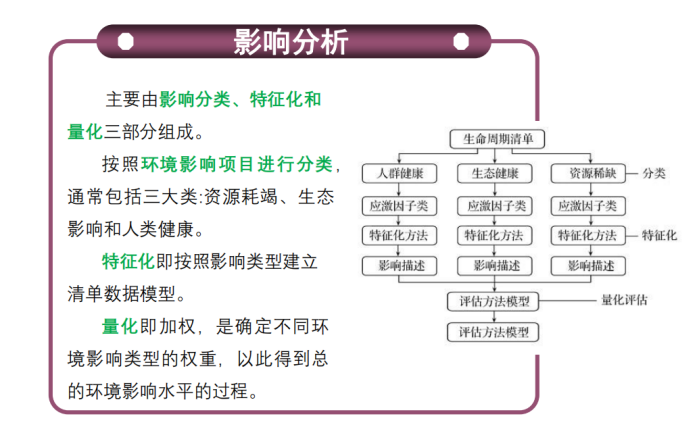 影响分析
主要由影响分类、特征化和
量化三部分组成。
按照环境影响项目进行分类，
通常包括三大类:资源耗竭、生态
影响和人类健康。
特征化即按照影响类型建立
清单数据模型。
量化即加权，是确定不同环
境影响类型的权重，以此得到总
的环境影响水平的过程。
生命周期清单
人群健康 生态健康 资源稀缺 分类
应激因子类 应激因子类 应激因子类
特征化方法 特征化方法 特征化方法 特征化
影响描述 影响描述 影响描述
评估方法模型 量化评估
评估方法模型